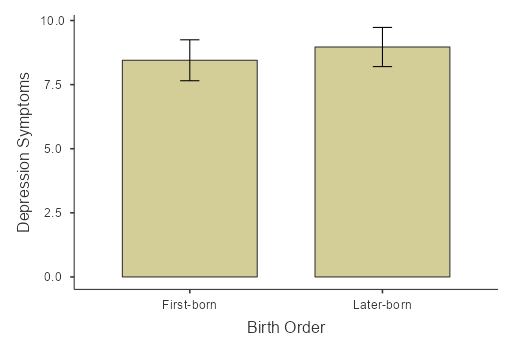 10.0
7.5
5.0
2.5
0.0
Depression Symptoms
First-born Later-born
Birth Order